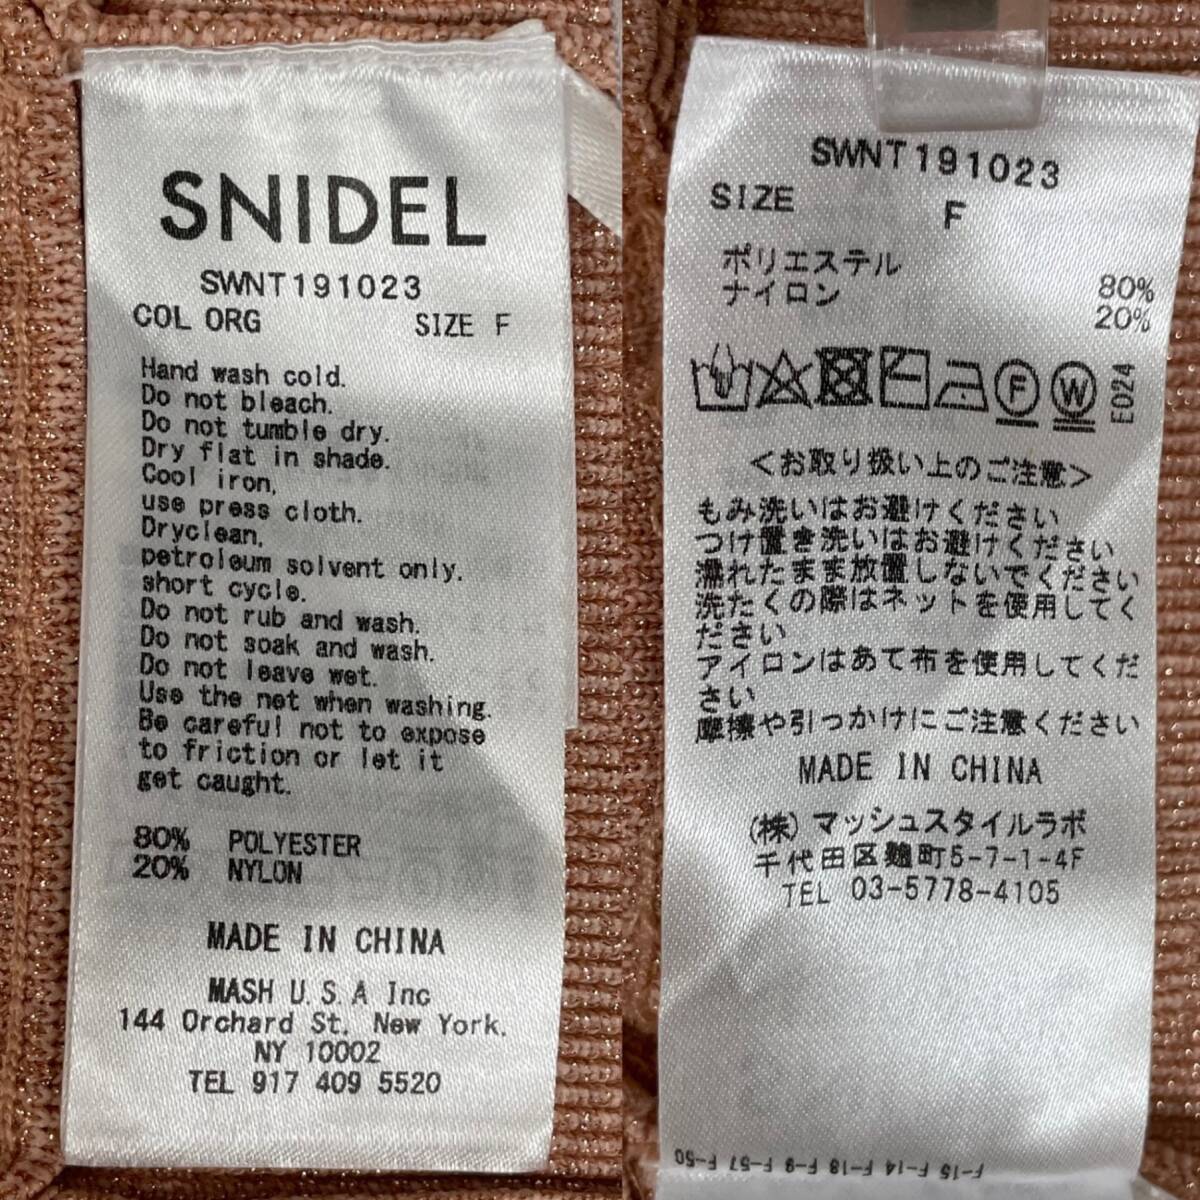 SNIDEL
SWNT191023
COL ORG SIZE F
Hand wash cold.
Do not bleach.
Do not tumble dry.
Dry flat in shade.
Cool iron,
use press cloth.
Dryclean,
petroleum solvent only.
short cycle.
Do not rub and wash.
Do not soak and wash.
Do not leave wet.
Use the net when washing.
Be careful not to expose
to friction or let it
get caught.
80% POLYESTER
20% NYLON
MADE IN CHINA
MASH U.S.A Inc
144 Orchard St. New York.
NY 10002
TEL 917 409 5520
SWNT191023
SIZE F
ポリエステル 80%
ナイロン 20%
F W E024
<お取り扱い上のご注意>
もみ洗いはお避けください
つけ置き洗いはお避けください
濡れたまま放置しないでください
洗たくの際はネットを使用してく
ださい
アイロンはあて布を使用してくだ
さい
摩擦や引っかけにご注意ください
MADE IN CHINA
(株)マッシュスタイルラボ
千代田区麹町5-7-1-4F
TEL 03-5778-4105
F-15 F-14 F-18 F-9 F-57 F-50